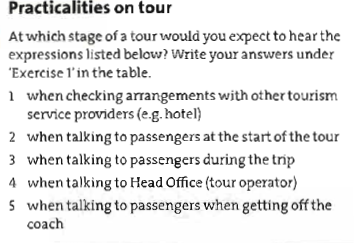 Practicalities on tour
At which stage of a tour would you expect to hear the
expressions listed below? Write your answers under
'Exercise 1' in the table.
1 when checking arrangements with other tourism
service providers (e.g. hotel)
2 when talking to passengers at the start of the tour
3 when talking to passengers during the trip
4 when talking to Head Office (tour operator)
5 when talking to passengers when getting off the
coach